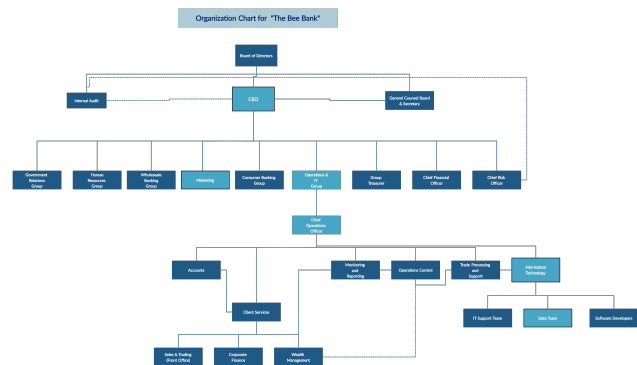 Organization Chart for "The Bee Bank"
Board of Directors
Internal Audit
CEO
General Counsel Board
& Secretary
Government
Relations
Group
Human
Resources
Group
Wholesale
Banking
Group
Marketing
Consumer Banking
Group
Operations &
IT
Group
Group
Treasurer
Chief Financial
Officer
Chief Risk
Officer
Chief
Operations
Officer
Accounts
Monitoring
and
Reporting
Operations Control
Trade Processing
and
Support
Information
Technology
Client Services
IT Support Team
Data Team
Software Developers
Sales & Trading
(Front Office)
Corporate
Finance
Wealth
Management